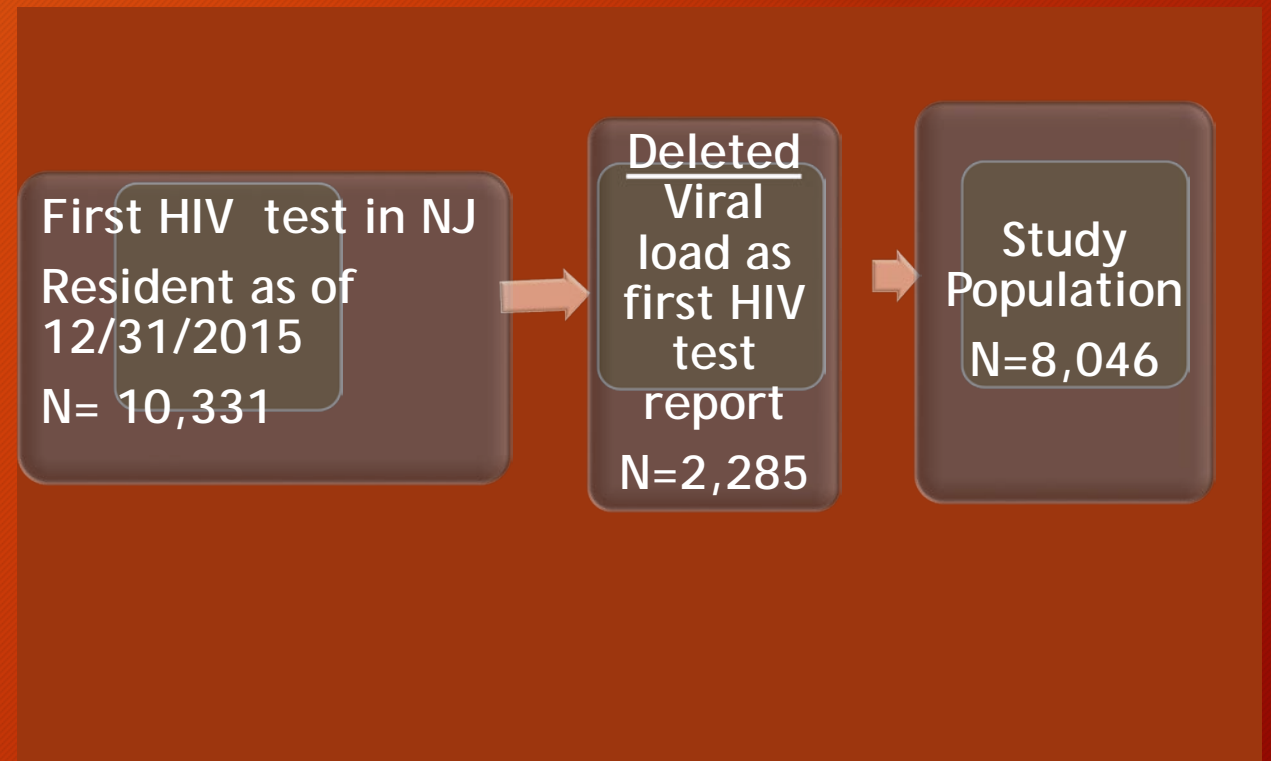 First HIV test in NJ
Resident as of
12/31/2015
N= 10,331
Deleted
Viral
load as
first HIV
test
report
N=2,285
Study
Population
N=8,046